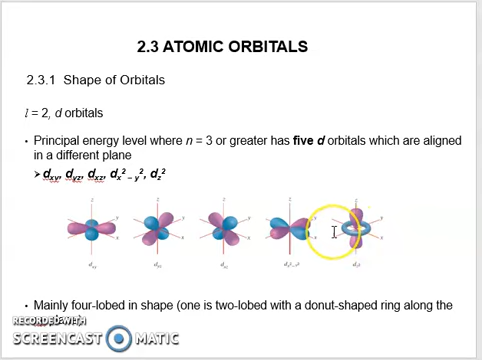 2.3 ATOMIC ORBITALS
2.3.1 Shape of Orbitals
l = 2, d orbitals
• Principal energy level where n = 3 or greater has five d orbitals which are aligned
in a different plane
➢ dxy, dyz, dxz, dx² – y², dz²
z z z z z
y y y y y
x x x x x
dxy dyz dxz dx²-y² dz²
• Mainly four-lobed in shape (one is two-lobed with a donut-shaped ring along the
RECORDED WITH
SCREENCAST MATIC